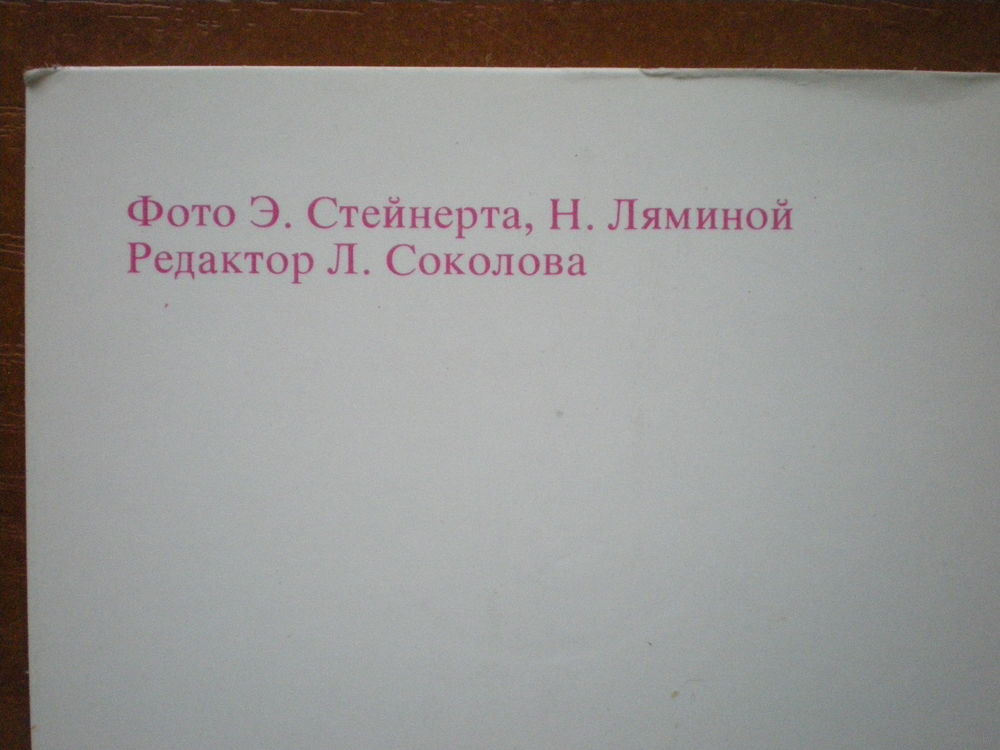 Фото Э. Стейнерта, Н. Ляминой
Редактор Л. Соколова